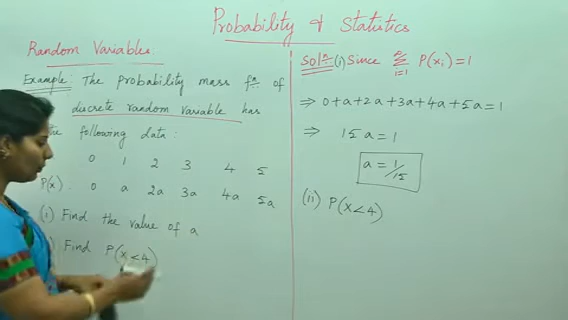 Probability & Statistics
Random Variables
Example: The probability mass fn of
discrete random variable has
the following data:
0 1 2 3 4 5
P(x) 0 a 2a 3a 4a 5a
(i) Find the value of a
) Find P(x<4)
Soln (i) Since Σ i=1 P(xi) = 1
⇒ 0+a+2a+3a+4a+5a=1
⇒ 15a=1
a = 1/15
(ii) P(X<4)